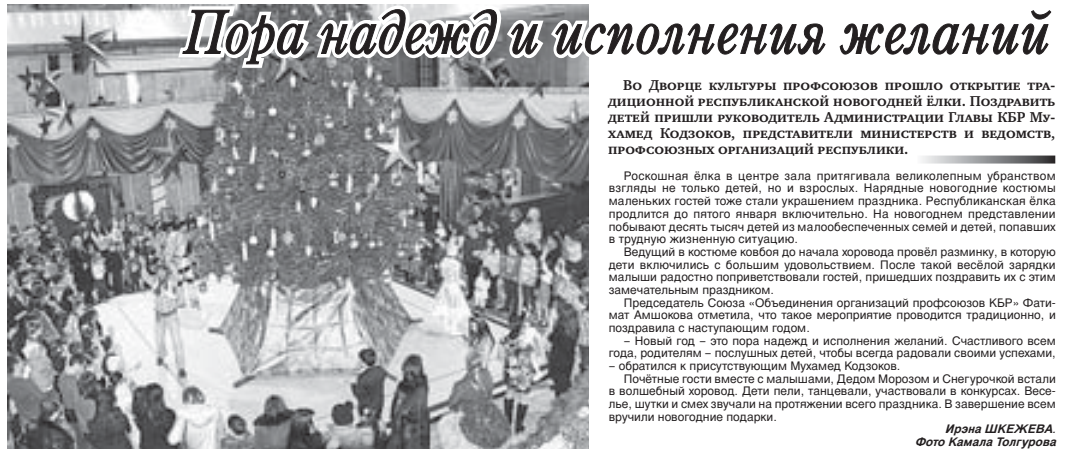 Пора надежд и исполнения желаний
Во Дворце культуры профсоюзов прошло открытие тра-
диционной республиканской новогодней ёлки. Поздравить
детей пришли руководитель Администрации Главы КБР Му-
хамед Кодзоков, представители министерств и ведомств,
профсоюзных организаций республики.
Роскошная ёлка в центре зала притягивала великолепным убранством
взгляды не только детей, но и взрослых. Нарядные новогодние костюмы
маленьких гостей тоже стали украшением праздника. Республиканская ёлка
продлится до пятого января включительно. На новогоднем представлении
побывают десять тысяч детей из малообеспеченных семей и детей, попавших
в трудную жизненную ситуацию.
Ведущий в костюме ковбоя до начала хоровода провёл разминку, в которую
дети включились с большим удовольствием. После такой весёлой зарядки
малыши радостно поприветствовали гостей, пришедших поздравить их с этим
замечательным праздником.
Председатель Союза «Объединения организаций профсоюзов КБР» Фати-
мат Амшокова отметила, что такое мероприятие проводится традиционно, и
поздравила с наступающим годом.
– Новый год – это пора надежд и исполнения желаний. Счастливого всем
года, родителям – послушных детей, чтобы всегда радовали своими успехами,
– обратился к присутствующим Мухамед Кодзоков.
Почётные гости вместе с малышами, Дедом Морозом и Снегурочкой встали
в волшебный хоровод. Дети пели, танцевали, участвовали в конкурсах. Весе-
лье, шутки и смех звучали на протяжении всего праздника. В завершение всем
вручили новогодние подарки.
Ирэна ШКЕЖЕВА.
Фото Камала Толгурова